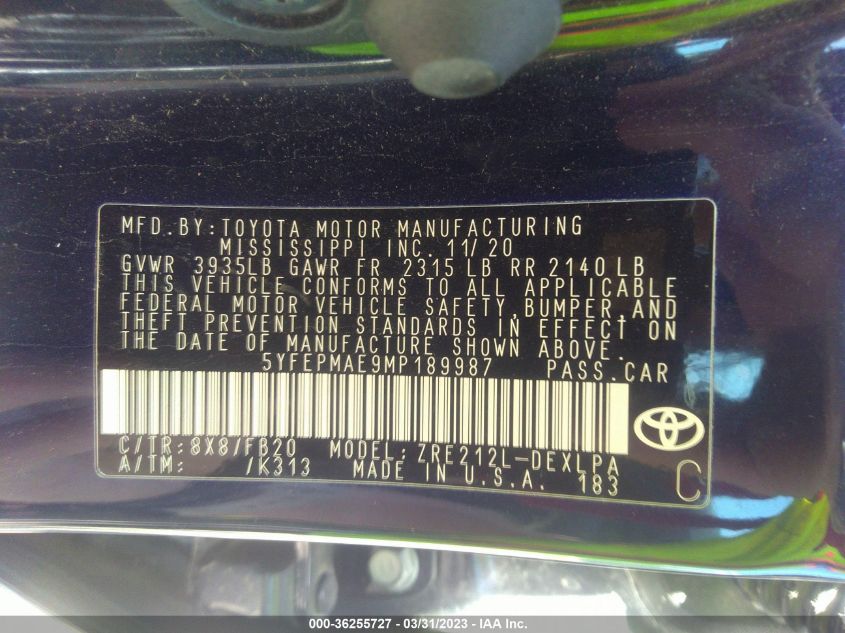 MFD.BY:TOYOTA MOTOR MANUFACTURING
MISSISSIPPI INC. 11/20
GVWR 3935LB GAWR FR 2315 LB RR 2140 LB
THIS VEHICLE CONFORMS TO ALL APPLICABLE
FEDERAL MOTOR VEHICLE SAFETY,BUMPER,AND
THEFT PREVENTION STANDARDS IN EFFECT ON
THE DATE OF MANUFACTURE SHOWN ABOVE.
5YFEPMAE9MP189987 PASS.CAR
C/TR:8X8/FB20 MODEL:ZRE212L-DEXLPA
A/TM: /K313 MADE IN U.S.A. 183
C
000-36255727 - 03/31/2023 - IAA Inc.